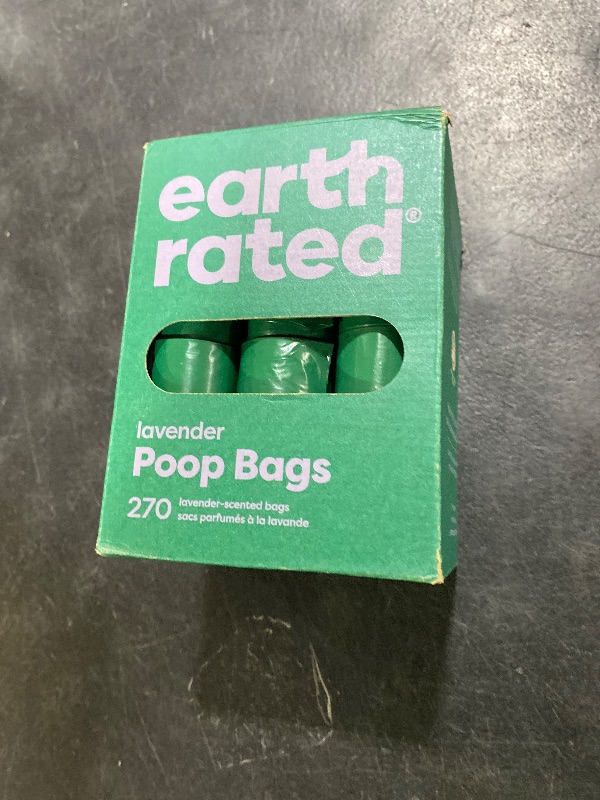 earth
rated®
lavender
Poop Bags
270
lavender-scented bags
sacs parfumés à la lavande